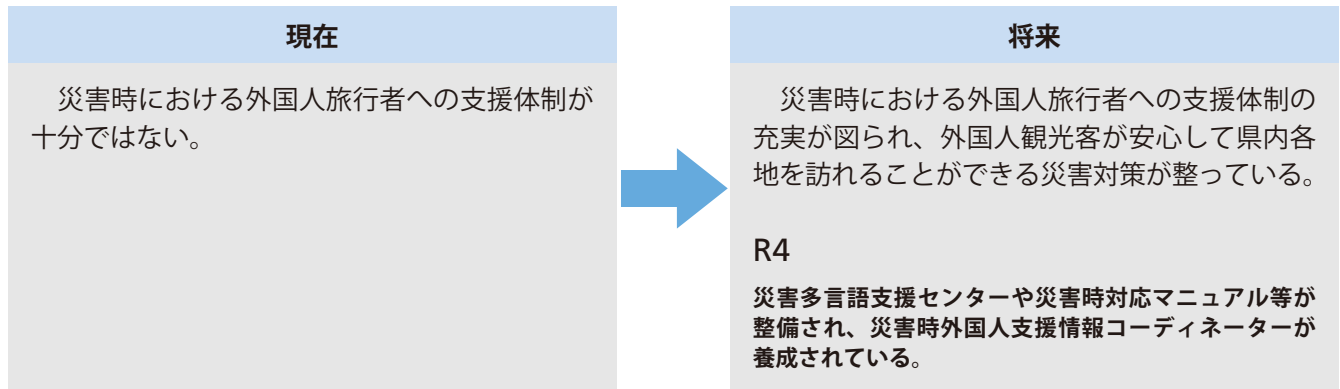 現在
　災害時における外国人旅行者への支援体制が
十分ではない。
将来
　災害時における外国人旅行者への支援体制の
充実が図られ、外国人観光客が安心して県内各
地を訪れることができる災害対策が整っている。
R4
災害多言語支援センターや災害時対応マニュアル等が
整備され、災害時外国人支援情報コーディネーターが
養成されている。